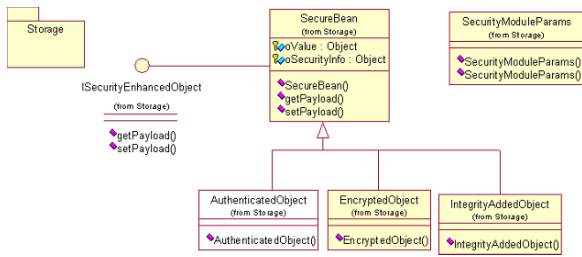 Storage
SecureBean
(from Storage)
oValue : Object
oSecurityInfo : Object
SecureBean()
getPayload()
setPayload()
SecurityModuleParams
(from Storage)
SecurityModuleParams()
SecurityModuleParams()
ISecurityEnhancedObject
(from Storage)
getPayload()
setPayload()
AuthenticatedObject
(from Storage)
AuthenticatedObject()
EncryptedObject
(from Storage)
EncryptedObject()
IntegrityAddedObject
(from Storage)
IntegrityAddedObject()